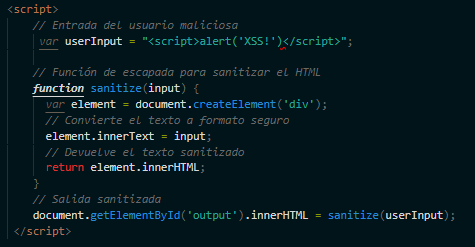 <script>
// Entrada del usuario maliciosa
var userInput = "<script>alert('XSS!')</script>";
// Función de escapada para sanitizar el HTML
function sanitize(input) {
var element = document.createElement('div');
// Convierte el texto a formato seguro
element.innerText = input;
// Devuelve el texto sanitizado
return element.innerHTML;
}
// Salida sanitizada
document.getElementById('output').innerHTML = sanitize(userInput);
</script>